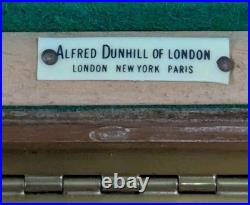 ALFRED DUNHILL OF LONDON
LONDON NEW YORK PARIS